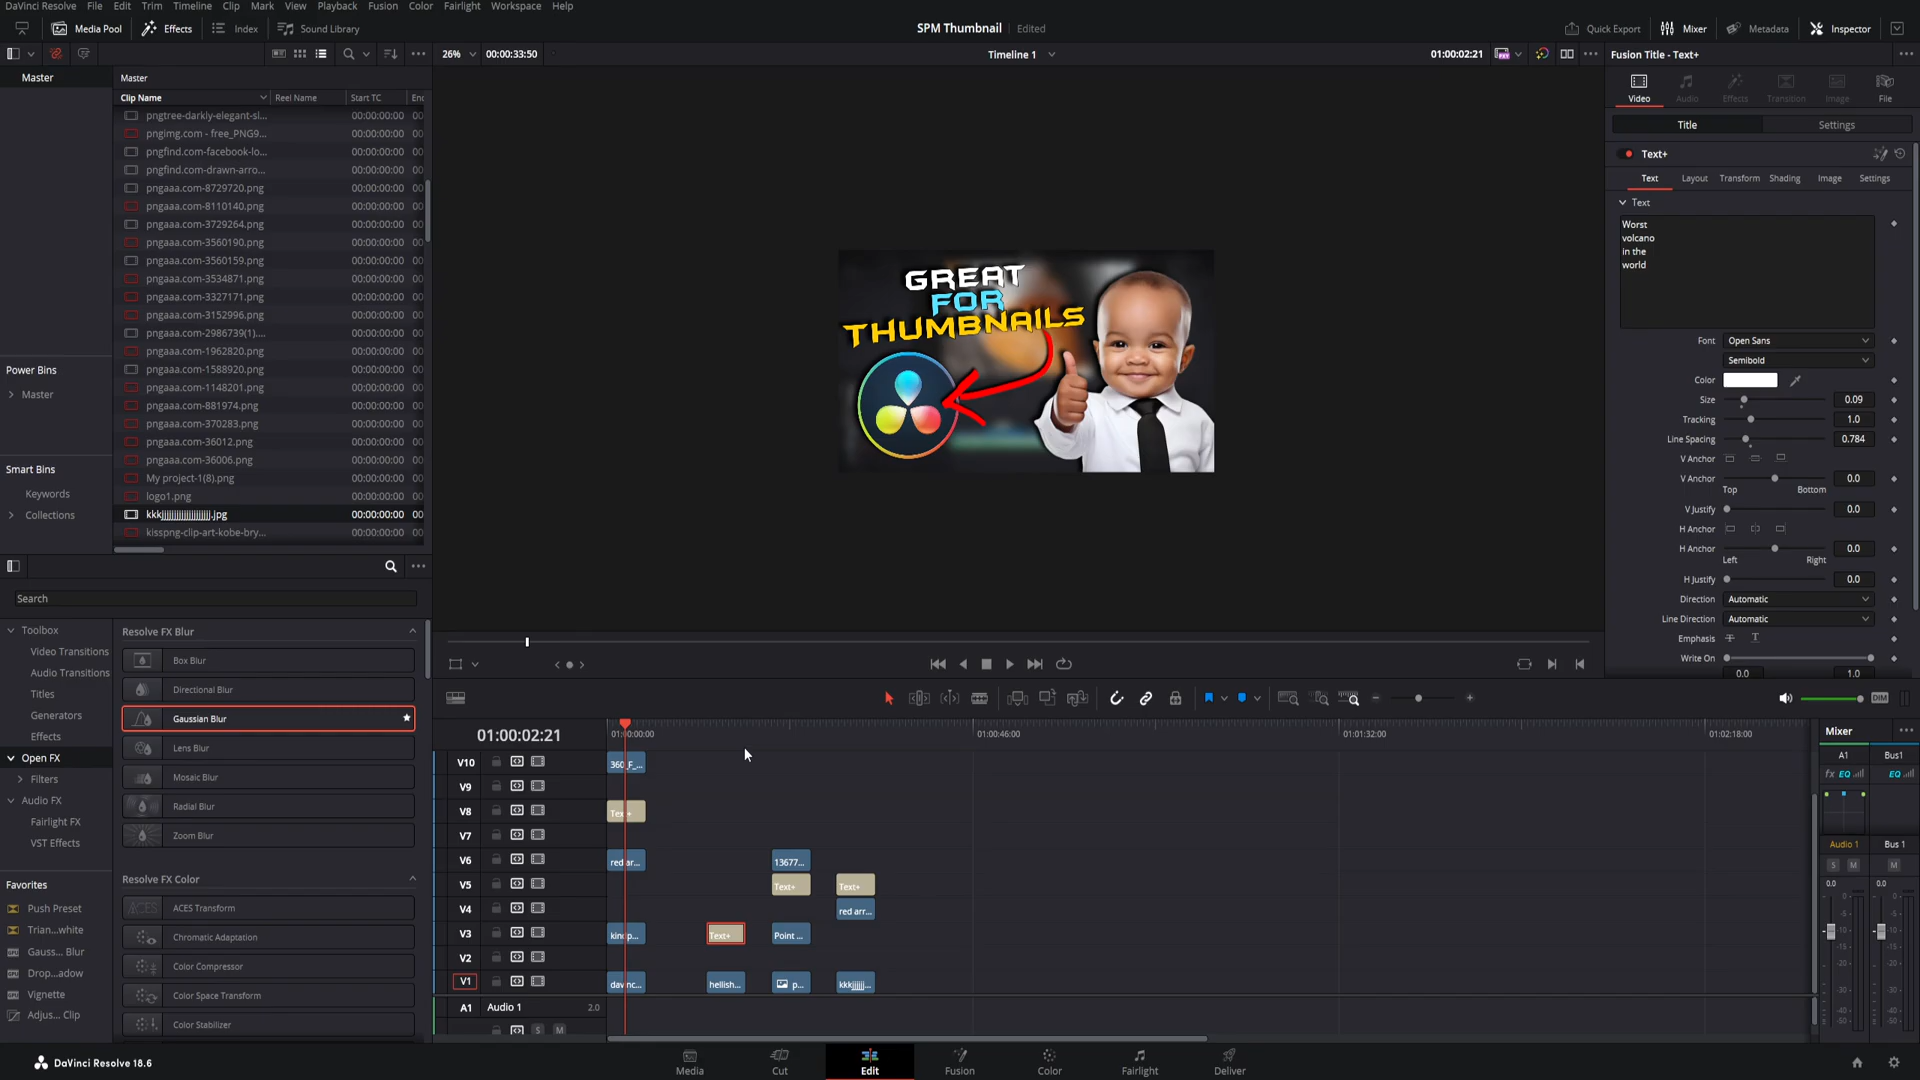 DaVinci Resolve File Edit Trim Timeline Clip Mark View Playback Fusion Color Fairlight Workspace Help
Media Pool Effects Index Sound Library SPM Thumbnail Edited Quick Export Mixer Metadata Inspector
26% 00:00:33:50 Timeline 1 01:00:02:21 Fusion Title - Text+
Master
Master
Clip Name Reel Name Start TC
pngtree-darkly-elegant-sl... 00:00:00:00 00
pngimg.com - free_PNG9... 00:00:00:00 00
pngfind.com-facebook-lo... 00:00:00:00 00
pngfind.com-drawn-arro... 00:00:00:00 00
pngaaa.com-8729720.png 00:00:00:00 00
pngaaa.com-8110140.png 00:00:00:00 00
pngaaa.com-3729264.png 00:00:00:00 00
pngaaa.com-3560190.png 00:00:00:00 00
pngaaa.com-3560159.png 00:00:00:00 00
pngaaa.com-3534871.png 00:00:00:00 00
pngaaa.com-3327171.png 00:00:00:00 00
pngaaa.com-3152996.png 00:00:00:00 00
pngaaa.com-2986739(1).... 00:00:00:00 00
pngaaa.com-1962820.png 00:00:00:00 00
pngaaa.com-1588920.png 00:00:00:00 00
pngaaa.com-1148201.png 00:00:00:00 00
pngaaa.com-881974.png 00:00:00:00 00
pngaaa.com-370283.png 00:00:00:00 00
pngaaa.com-36012.png 00:00:00:00 00
pngaaa.com-36006.png 00:00:00:00 00
My project-1(8).png 00:00:00:00 00
logo1.png 00:00:00:00 00
kisspng-clip-art-kobe-bry... 00:00:00:00 00
Power Bins
Master
Smart Bins
Keywords
Collections
GREAT
FOR
THUMBNAILS
Video Audio Effects Transition Image File
Title Settings
Text+
Text Layout Transform Shading Image Settings
Text
Worst
volcano
in the
world
Font Open Sans
Semibold
Color
Size 0.09
Tracking 1.0
Line Spacing 0.784
V Anchor
V Anchor 0.0
Top Bottom
V Justify 0.0
H Anchor
H Anchor 0.0
Left Right
H Justify 0.0
Direction Automatic
Line Direction Automatic
Emphasis T T
Write On
0.0 1.0
Search
Toolbox
Video Transitions
Audio Transitions
Titles
Generators
Effects
Open FX
Filters
Audio FX
Fairlight FX
VST Effects
Favorites
Push Preset
Trian...white
Gauss... Blur
Drop...adow
Vignette
Adjus... Clip
Resolve FX Blur
Box Blur
Directional Blur
Gaussian Blur
Lens Blur
Mosaic Blur
Radial Blur
Zoom Blur
Resolve FX Color
ACES Transform
Chromatic Adaptation
Color Compressor
Color Space Transform
Color Stabilizer
DIM
01:00:02:21 01:00:00:00 01:00:46:00 01:01:32:00 01:02:18:00
V10 360_F_...
V9
V8 Text+
V7
V6 red ar... 13677...
V5 Text+ Text+
V4 red arr...
V3 Text+ Point ...
V2
V1 hellish... p...
A1 Audio 1 2.0
S M
Mixer
A1 Bus1
fx EQ EQ
Audio 1 Bus 1
S M M
0.0 0.0
DaVinci Resolve 18.6
Media Cut Edit Fusion Color Fairlight Deliver